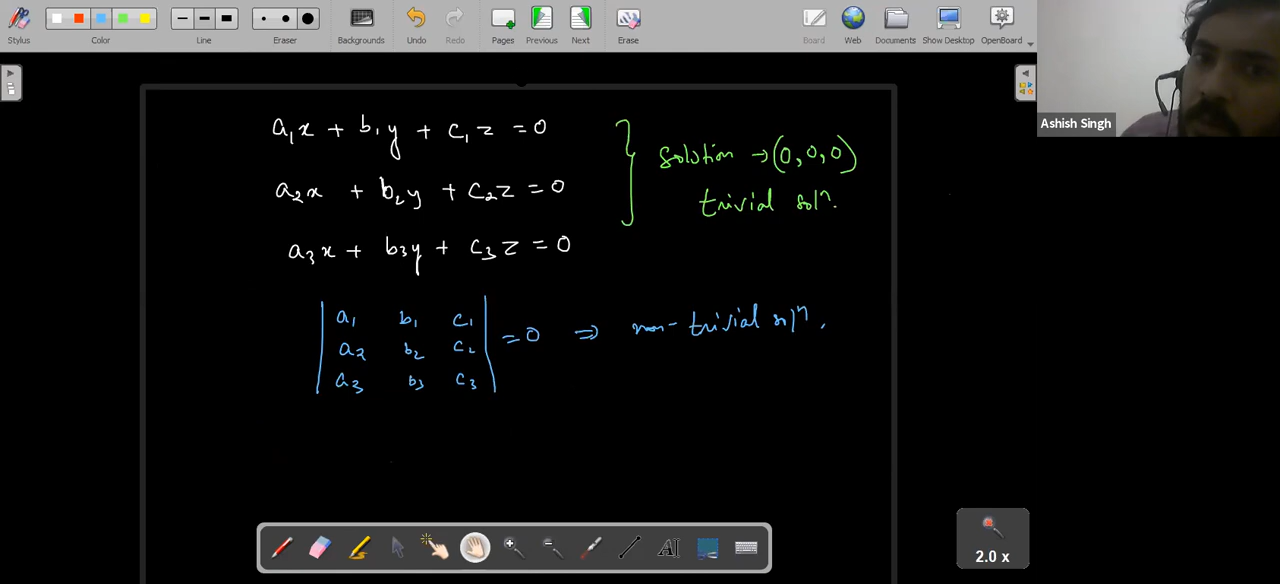 Stylus
Color
Line
Eraser
Backgrounds
Undo
Redo
Pages
Previous
Next
Erase
Board
Web
Documents
Show Desktop
OpenBoard
Ashish Singh
a₁x + b₁y + c₁z = 0
a₂x + b₂y + c₂z = 0
a₃x + b₃y + c₃z = 0
solution → (0, 0, 0)
trivial solⁿ.
| a₁ b₁ c₁ |
| a₂ b₂ c₂ | = 0 ⇒ non-trivial solⁿ.
| a₃ b₃ c₃ |
AI
2.0 x